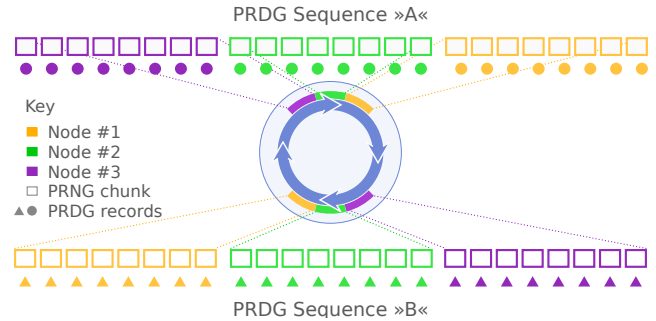 PRDG Sequence »A«
Key
Node #1
Node #2
Node #3
PRNG chunk
PRDG records
PRDG Sequence »B«